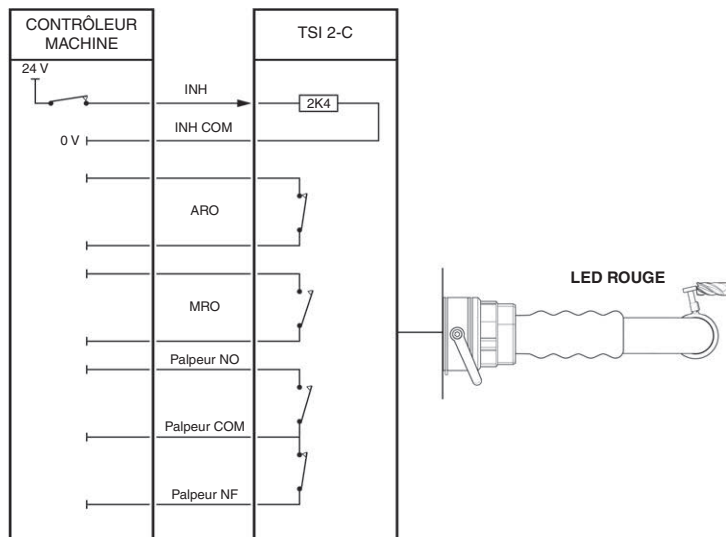 CONTRÔLEUR
MACHINE
TSI 2-C
24 V
INH
2K4
INH COM
0 V
ARO
MRO
LED ROUGE
Palpeur NO
Palpeur COM
Palpeur NF